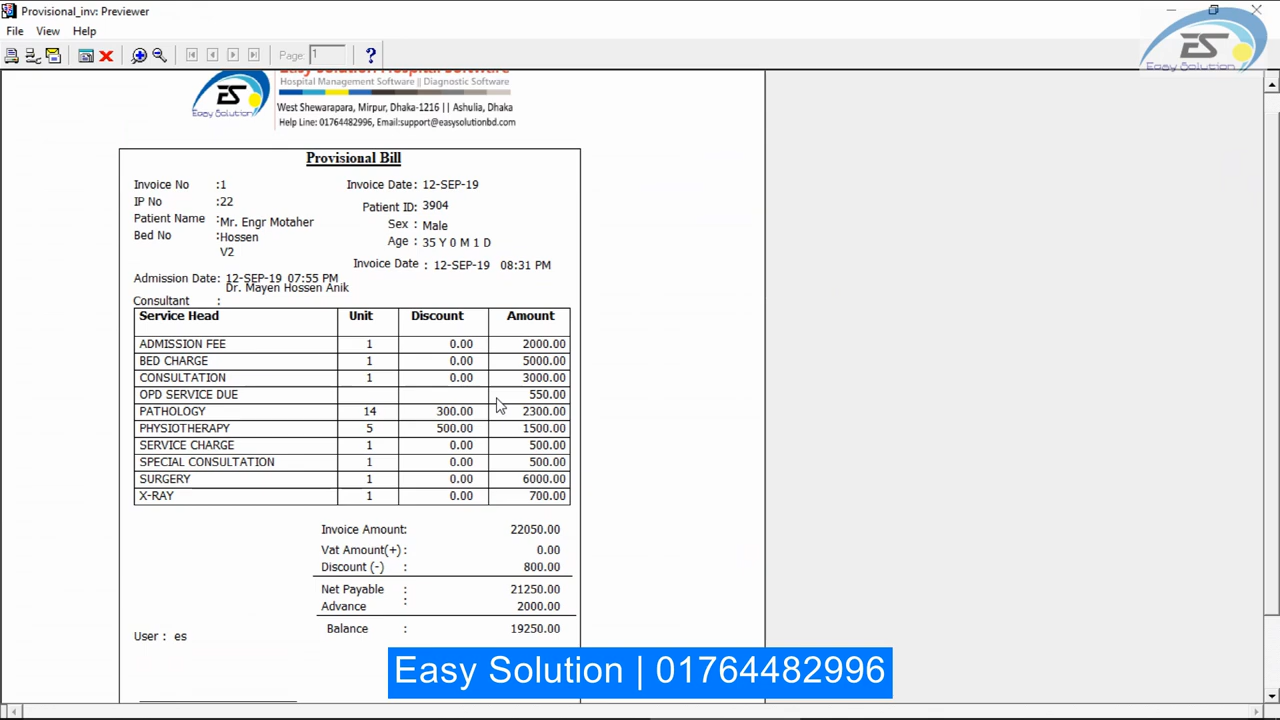 Provisional_inv: Previewer
File View Help
Page: 1
ES
Easy Solution
Easy Solution Hospital Software
Hospital Management Software || Diagnostic Software
West Shewarapara, Mirpur, Dhaka-1216 || Ashulia, Dhaka
Help Line: 01764482996, Email:support@easysolutionbd.com
ES
Easy Solution
Provisional Bill
Invoice No :1 Invoice Date: 12-SEP-19
IP No :22 Patient ID: 3904
Patient Name : Mr. Engr Motaher Hossen Sex : Male
Bed No : V2 Age : 35 Y 0 M 1 D
Invoice Date : 12-SEP-19 08:31 PM
Admission Date: 12-SEP-19 07:55 PM
Consultant : Dr. Mayen Hossen Anik
Service Head Unit Discount Amount
ADMISSION FEE 1 0.00 2000.00
BED CHARGE 1 0.00 5000.00
CONSULTATION 1 0.00 3000.00
OPD SERVICE DUE 550.00
PATHOLOGY 14 300.00 2300.00
PHYSIOTHERAPY 5 500.00 1500.00
SERVICE CHARGE 1 0.00 500.00
SPECIAL CONSULTATION 1 0.00 500.00
SURGERY 1 0.00 6000.00
X-RAY 1 0.00 700.00
Invoice Amount: 22050.00
Vat Amount(+) : 0.00
Discount (-) : 800.00
Net Payable : 21250.00
Advance : 2000.00
Balance : 19250.00
User : es
Easy Solution | 01764482996